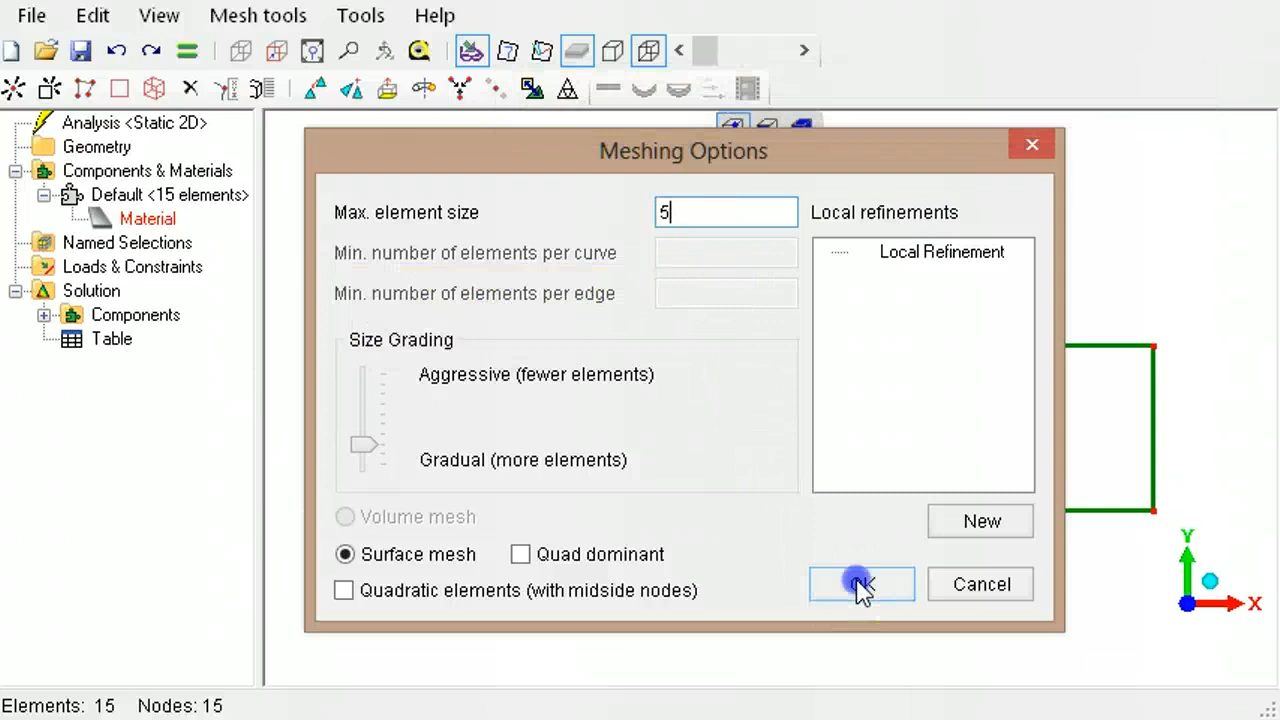 File Edit View Mesh tools Tools Help
Analysis <Static 2D>
Geometry
Components & Materials
Default <15 elements>
Material
Named Selections
Loads & Constraints
Solution
Components
Table
Meshing Options
Max. element size 5
Min. number of elements per curve
Min. number of elements per edge
Size Grading
Aggressive (fewer elements)
Gradual (more elements)
Local refinements
Local Refinement
New
Volume mesh
Surface mesh Quad dominant
Quadratic elements (with midside nodes)
OK Cancel
Y
X
Elements: 15 Nodes: 15